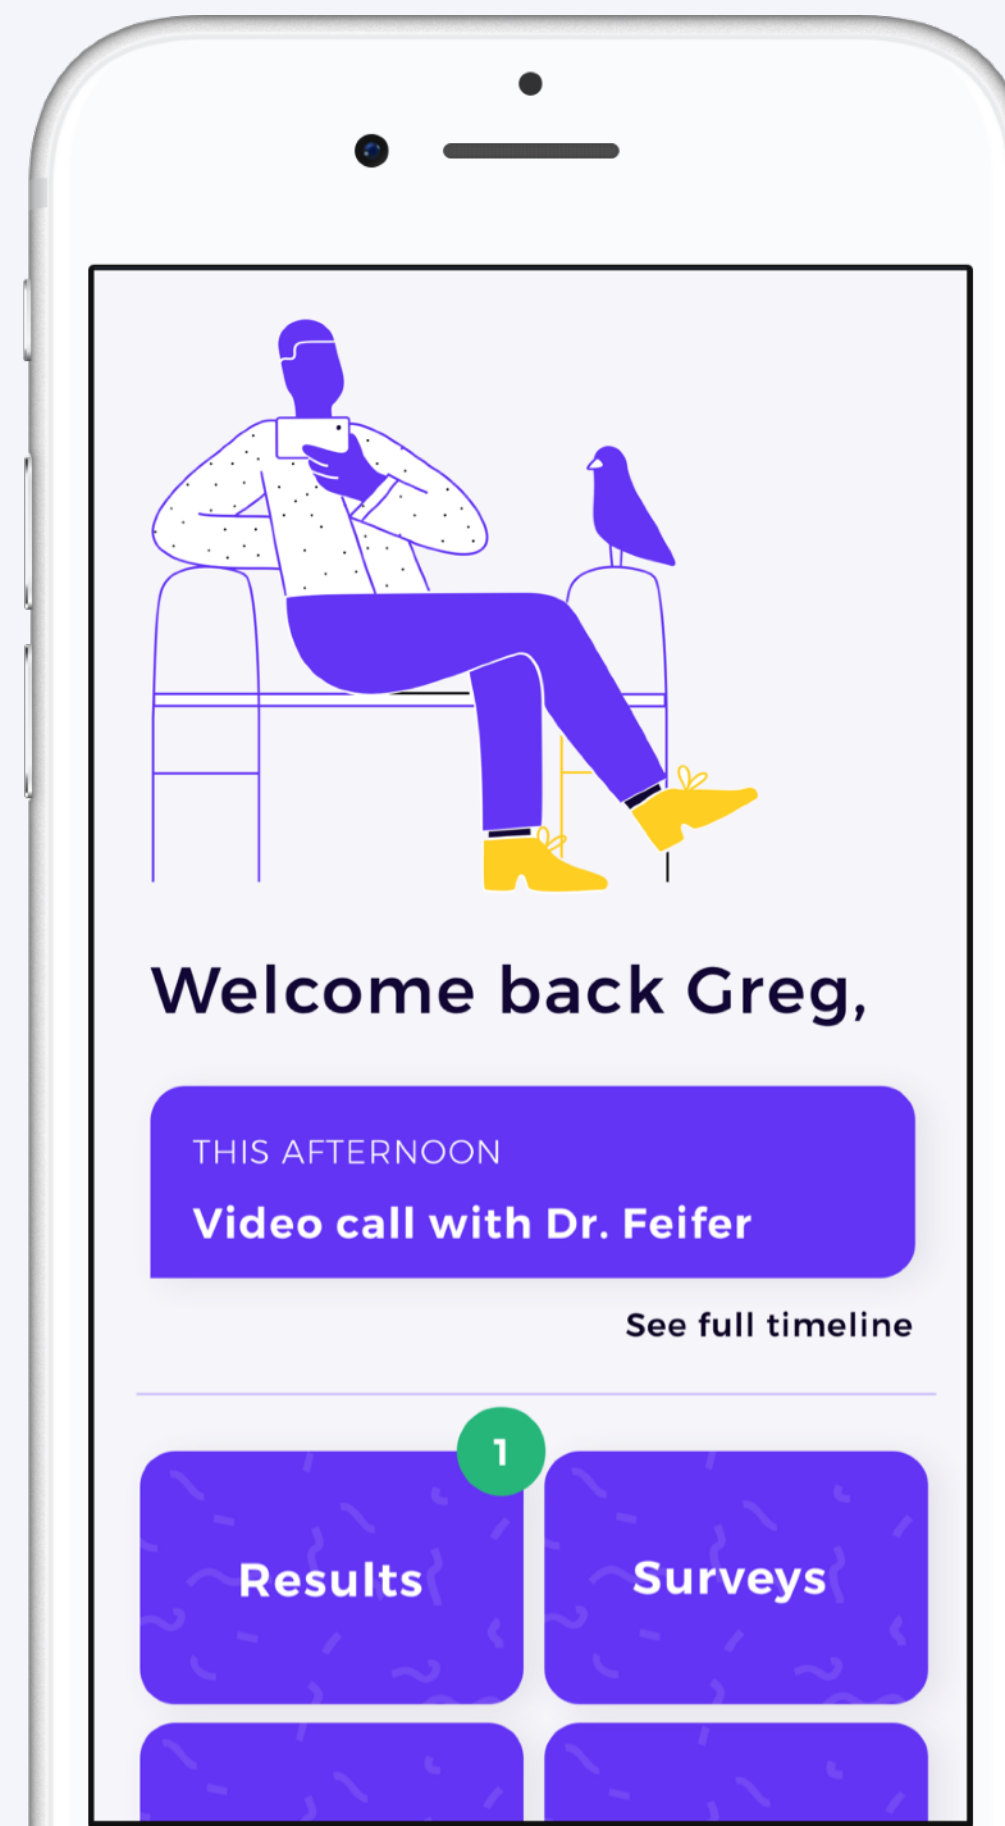 Welcome back Greg,
THIS AFTERNOON
Video call with Dr. Feifer
See full timeline
1
Results
Surveys